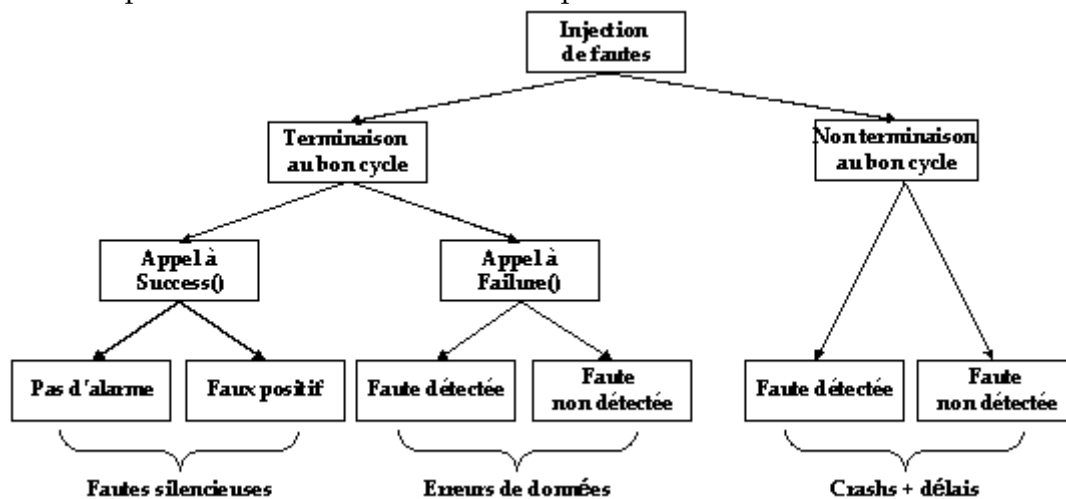 Injection
de fautes
Terminaison
au bon cycle
Non terminaison
au bon cycle
Appel à
Success()
Appel à
Failure()
Pas d'alarme
Faux positif
Faute détectée
Faute
non détectée
Faute détectée
Faute
non détectée
Fautes silencieuses
Erreurs de données
Crashs + délais